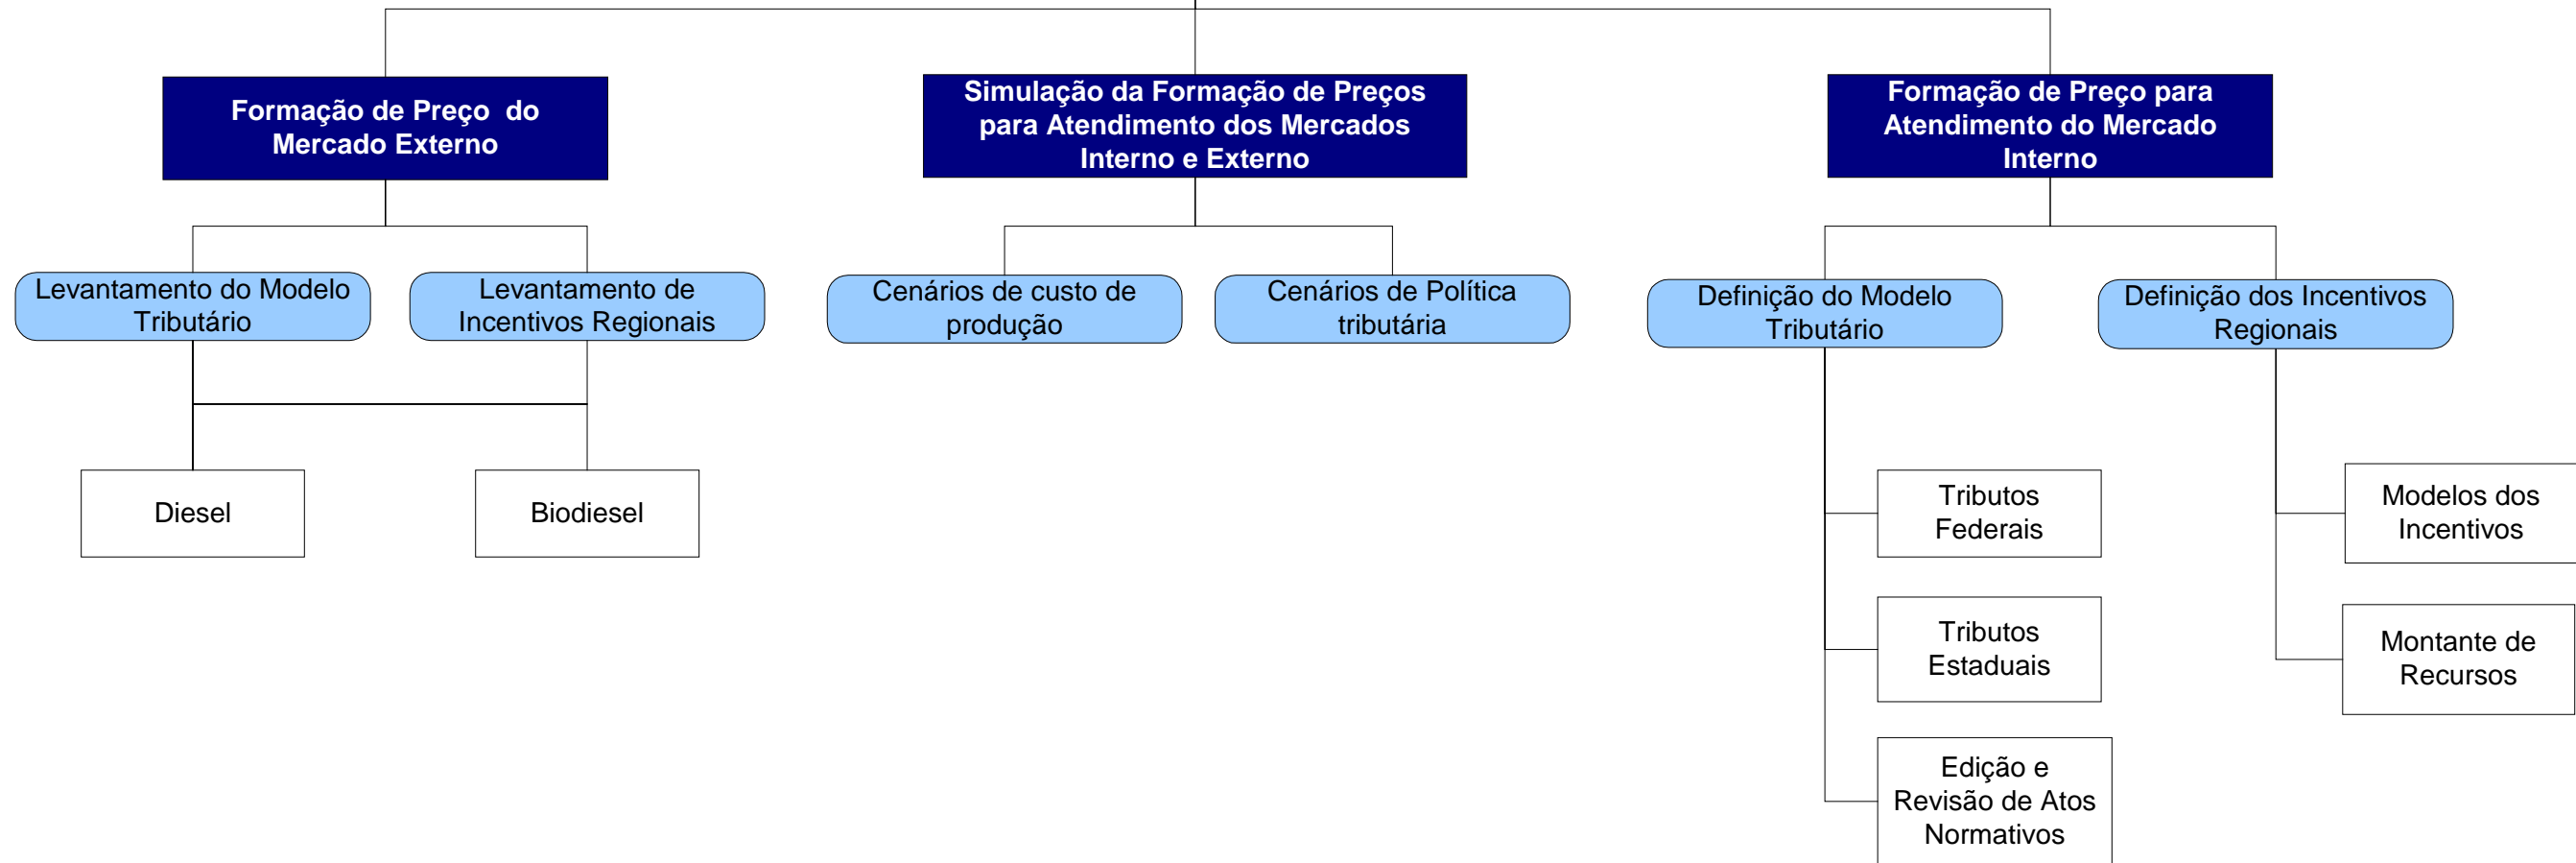 Formação de Preço do
Mercado Externo
Simulação da Formação de Preços
para Atendimento dos Mercados
Interno e Externo
Formação de Preço para
Atendimento do Mercado
Interno
Levantamento do Modelo
Tributário
Levantamento de
Incentivos Regionais
Cenários de custo de
produção
Cenários de Política
tributária
Definição do Modelo
Tributário
Definição dos Incentivos
Regionais
Diesel
Biodiesel
Tributos
Federais
Modelos dos
Incentivos
Tributos
Estaduais
Montante de
Recursos
Edição e
Revisão de Atos
Normativos